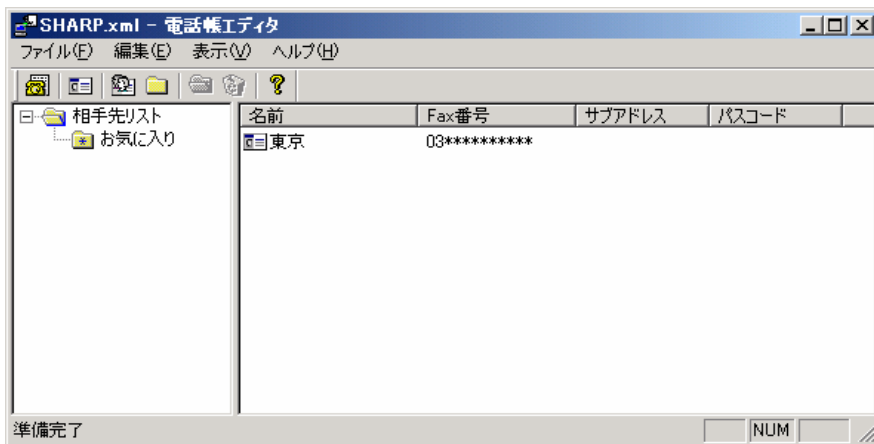 SHARP.xml - 電話帳エディタ
ファイル(F) 編集(E) 表示(V) ヘルプ(H)
相手先リスト
お気に入り
名前 Fax番号 サブアドレス パスコード
東京 03**********
準備完了 NUM